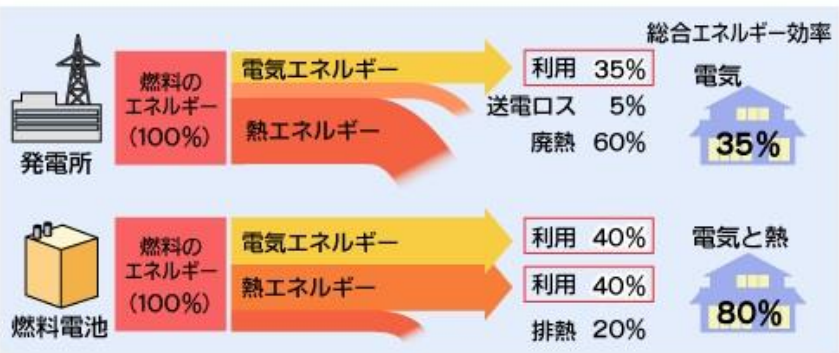 総合エネルギー効率
発電所
燃料の
エネルギー
(100%)
電気エネルギー
熱エネルギー
利用 35%
送電ロス 5%
廃熱 60%
電気
35%
燃料電池
燃料の
エネルギー
(100%)
電気エネルギー
熱エネルギー
利用 40%
利用 40%
排熱 20%
電気と熱
80%